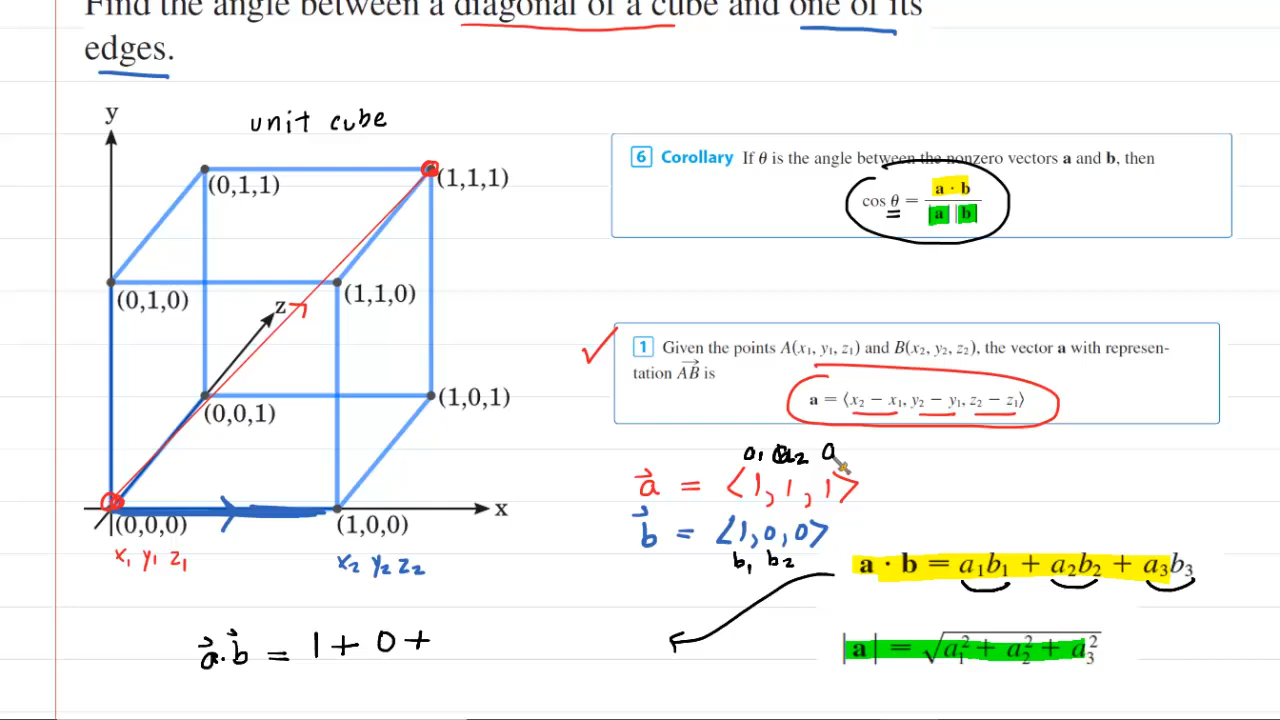 Find the angle between a diagonal of a cube and one of its
edges.
y
unit cube
(0,1,1)
(1,1,1)
(0,1,0)
(1,1,0)
z
(0,0,1)
(1,0,1)
x
(0,0,0)
(1,0,0)
x₁ y₁ z₁
x₂ y₂ z₂
6 Corollary If θ is the angle between the nonzero vectors a and b, then
cos θ = a · b / |a| |b|
1 Given the points A(x₁, y₁, z₁) and B(x₂, y₂, z₂), the vector a with represen-
tation A⃗B⃗ is
a = ⟨x₂ − x₁, y₂ − y₁, z₂ − z₁⟩
a₁ a₂ a
a⃗ = ⟨1, 1, 1⟩
b⃗ = ⟨1, 0, 0⟩
b₁ b₂
a · b = a₁b₁ + a₂b₂ + a₃b₃
a⃗·b⃗ = 1 + 0 +
|a| = √a₁² + a₂² + a₃²